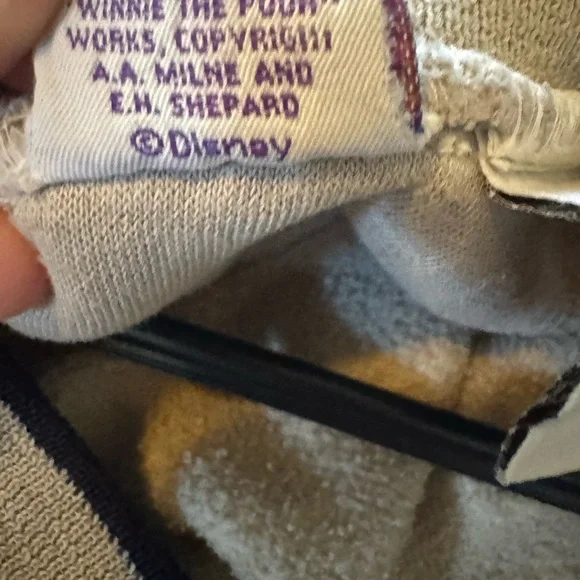 WINNIE THE POOH"
WORKS, COPYRIGHT
A.A. MILNE AND
E.H. SHEPARD
©Disney